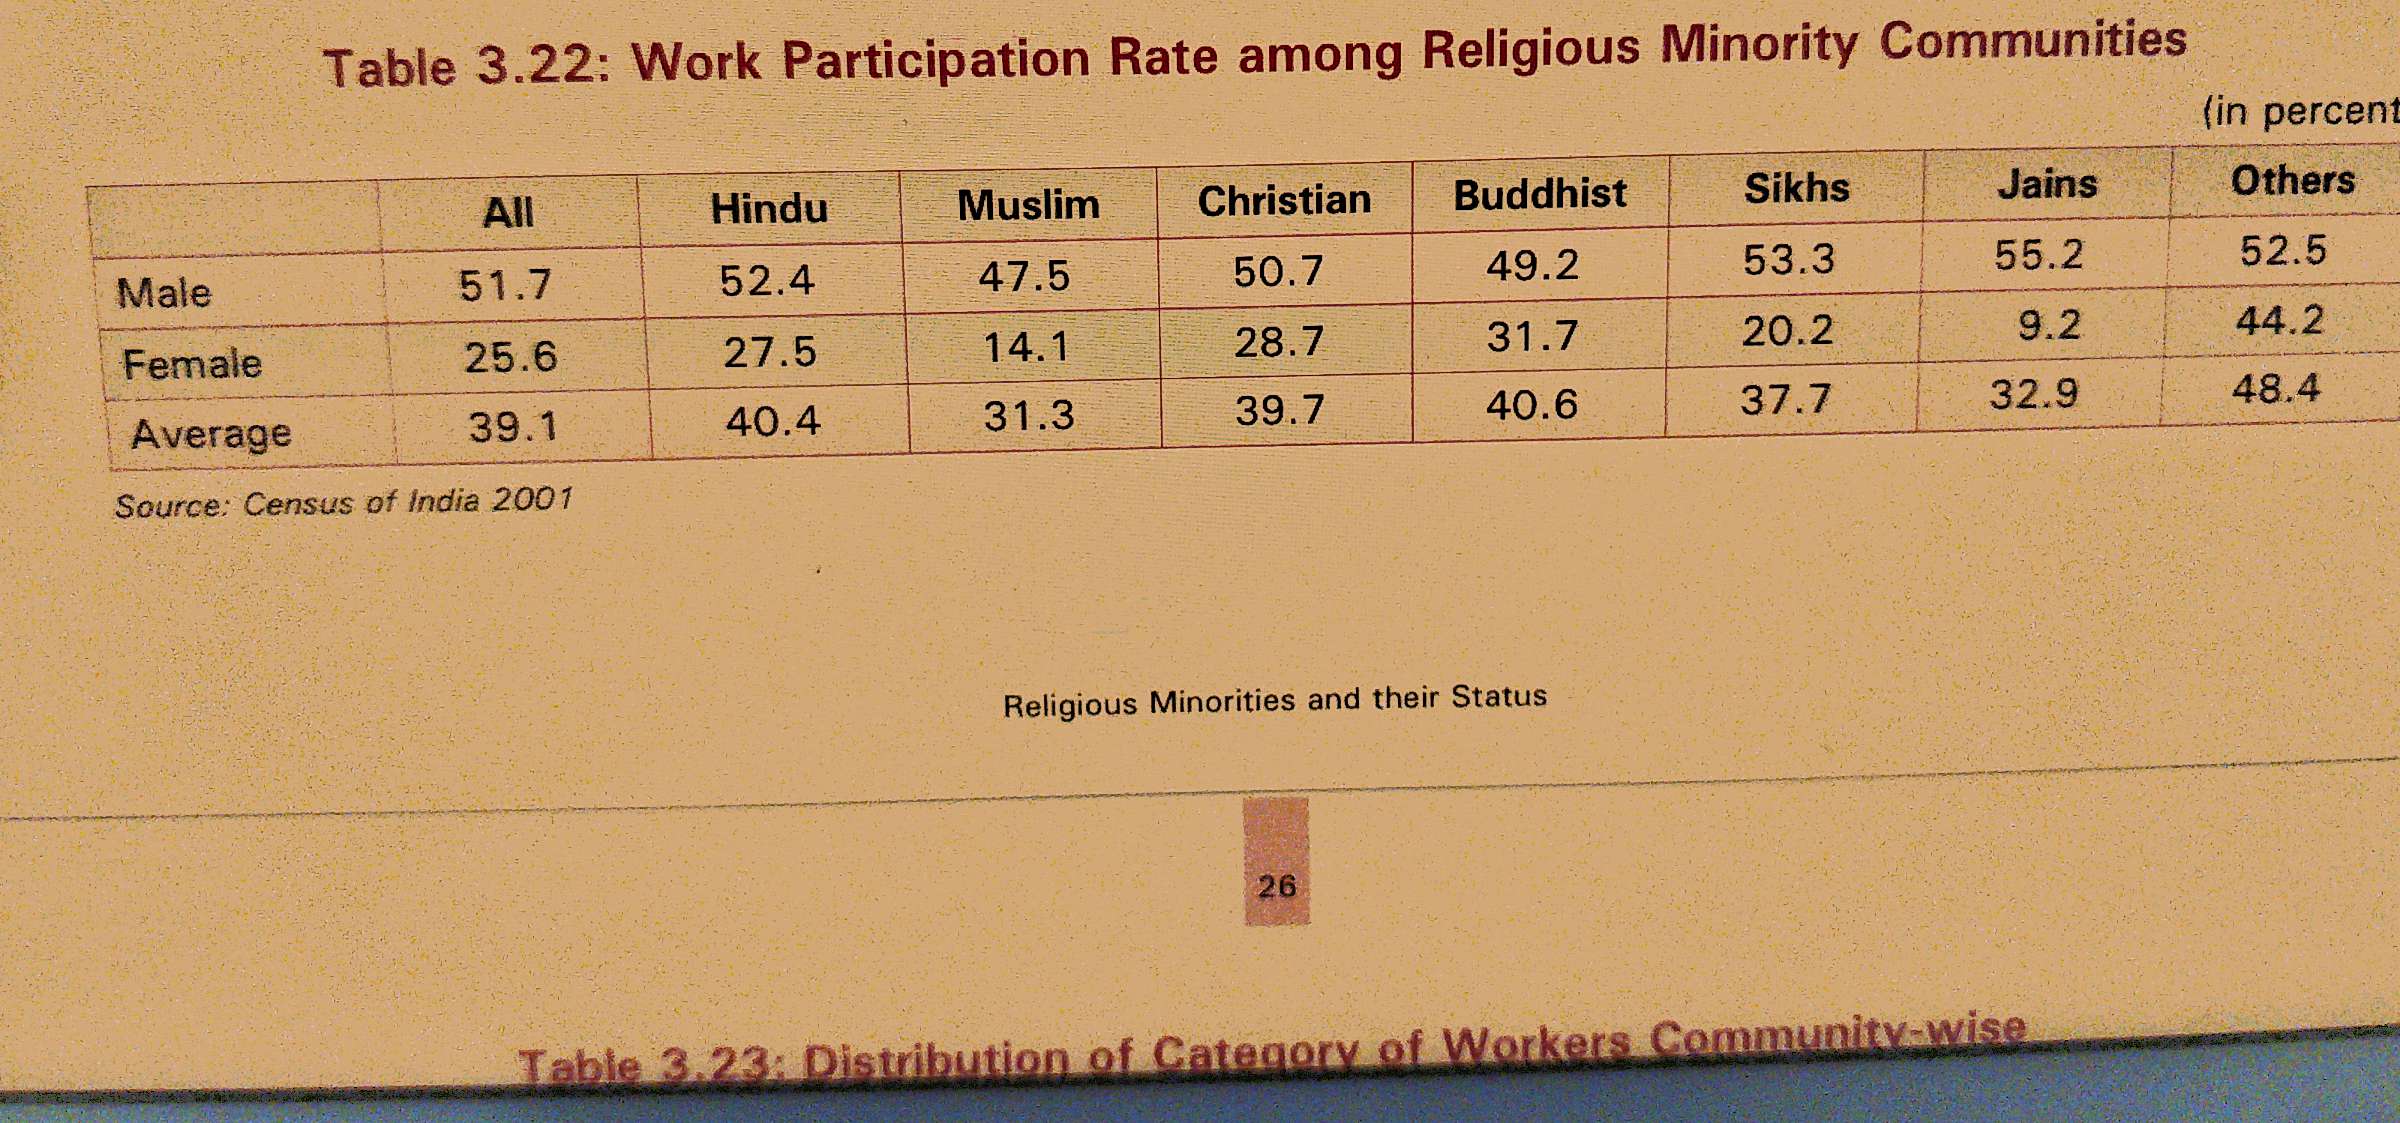 Table 3.22: Work Participation Rate among Religious Minority Communities
(in percent
All Hindu Muslim Christian Buddhist Sikhs Jains Others
Male 51.7 52.4 47.5 50.7 49.2 53.3 55.2 52.5
Female 25.6 27.5 14.1 28.7 31.7 20.2 9.2 44.2
Average 39.1 40.4 31.3 39.7 40.6 37.7 32.9 48.4
Source: Census of India 2001
Religious Minorities and their Status
26
Table 3.23: Distribution of Category of Workers Community-wise